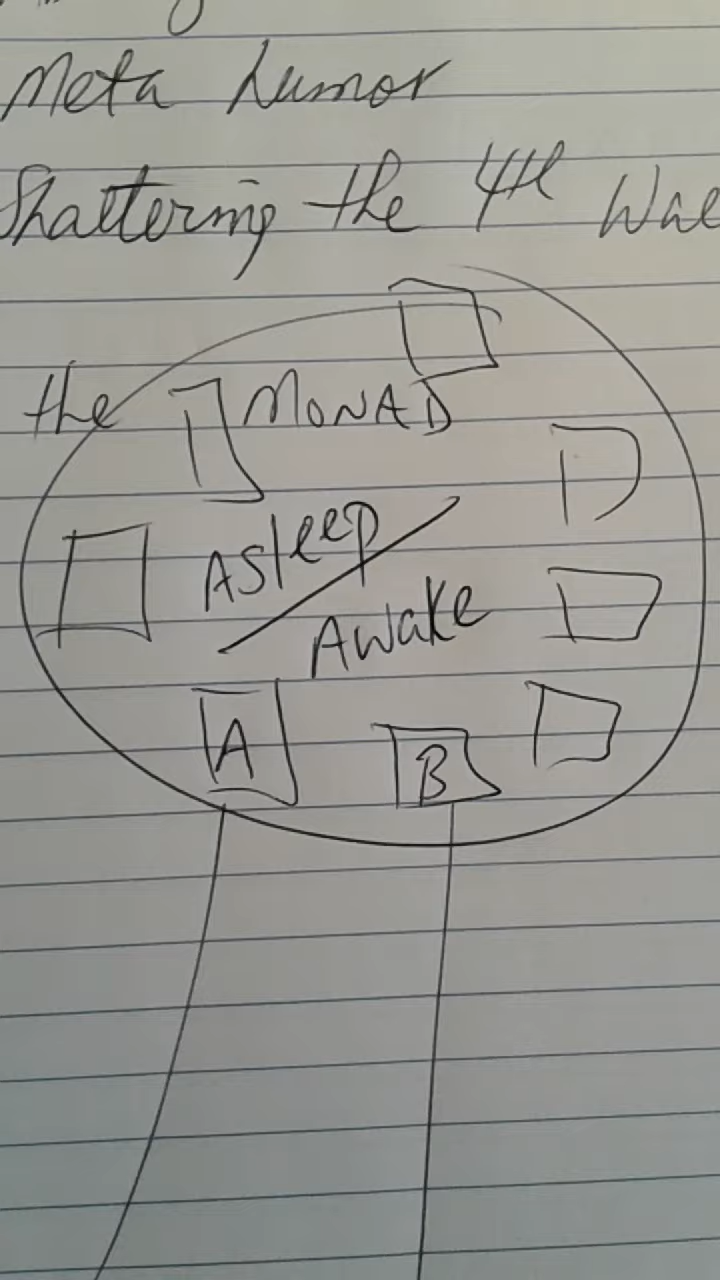 Meta humor
Shattering the 4th
the MONAD
Asleep
Awake
A
B